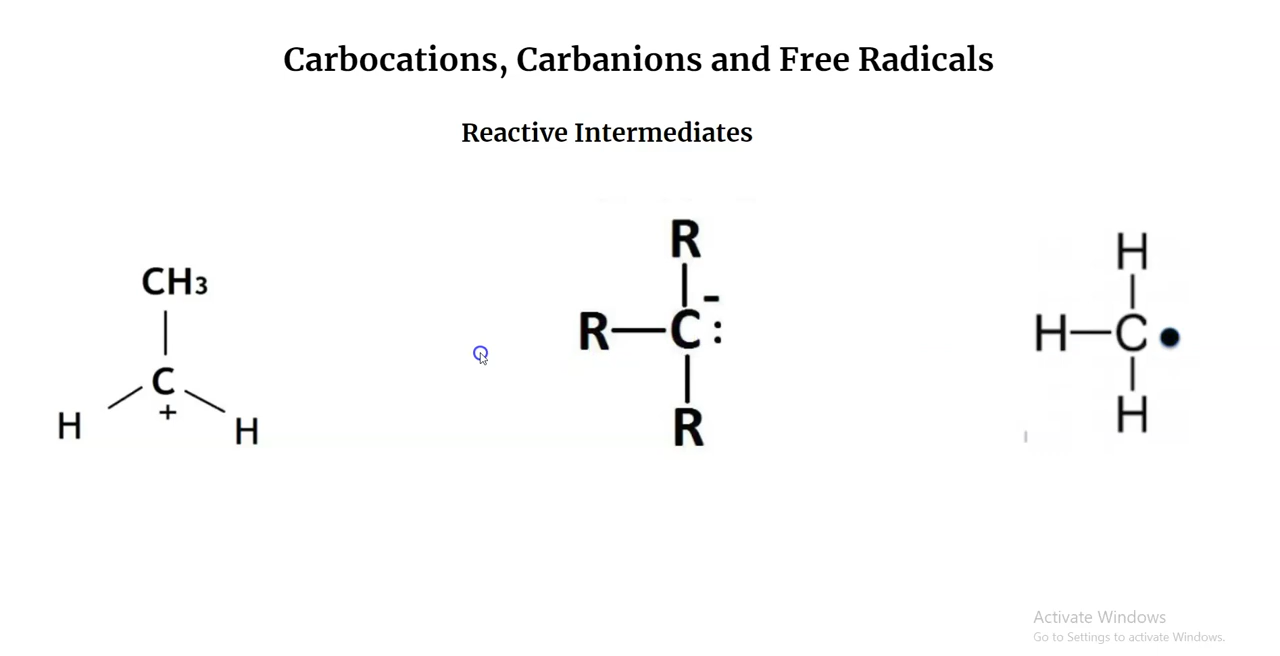 Carbocations, Carbanions and Free Radicals
Reactive Intermediates
CH3
C
+
H H
R
-
R C :
R
H
H C •
H
Activate Windows
Go to Settings to activate Windows.